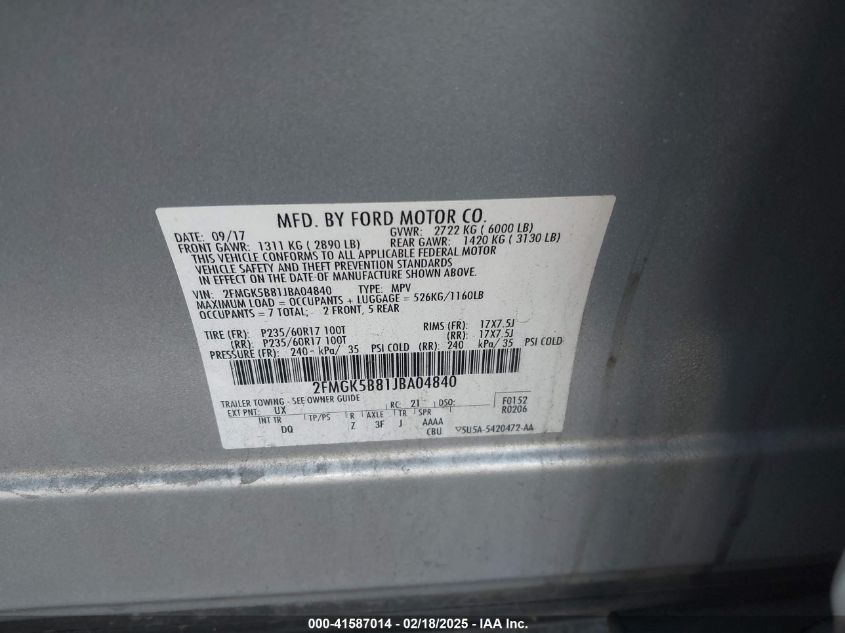 MFD. BY FORD MOTOR CO.
DATE: 09/17 GVWR: 2722 KG ( 6000 LB)
FRONT GAWR: 1311 KG ( 2890 LB) REAR GAWR: 1420 KG ( 3130 LB)
THIS VEHICLE CONFORMS TO ALL APPLICABLE FEDERAL MOTOR
VEHICLE SAFETY AND THEFT PREVENTION STANDARDS
IN EFFECT ON THE DATE OF MANUFACTURE SHOWN ABOVE.
VIN: 2FMGK5B81JBA04840 TYPE: MPV
MAXIMUM LOAD = OCCUPANTS + LUGGAGE = 526KG/1160LB
OCCUPANTS = 7 TOTAL; 2 FRONT, 5 REAR
TIRE (FR): P235/60R17 100T RIMS (FR): 17X7.5J
(RR): P235/60R17 100T (RR): 17X7.5J
PRESSURE (FR): 240 - kPa/ 35 PSI COLD (RR): 240 kPa/ 35 PSI COLD
2FMGK5B81JBA04840
TRAILER TOWING - SEE OWNER GUIDE
EXT PNT: UX RC: 21 DSO: F0152
INT TR TP/PS R AXLE TR SPR R0206
DQ Z 3F J AAAA
CBU 5U5A-5420472-AA
000-41587014 - 02/18/2025 - IAAI Auctions, Inc.